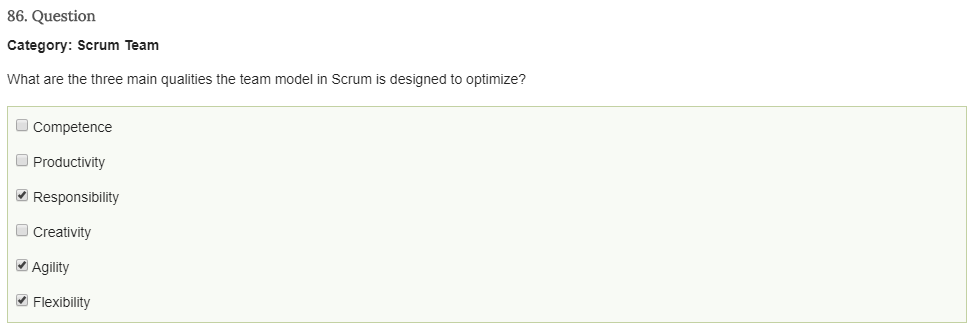 86. Question
Category: Scrum Team
What are the three main qualities the team model in Scrum is designed to optimize?
Competence
Productivity
Responsibility
Creativity
Agility
Flexibility